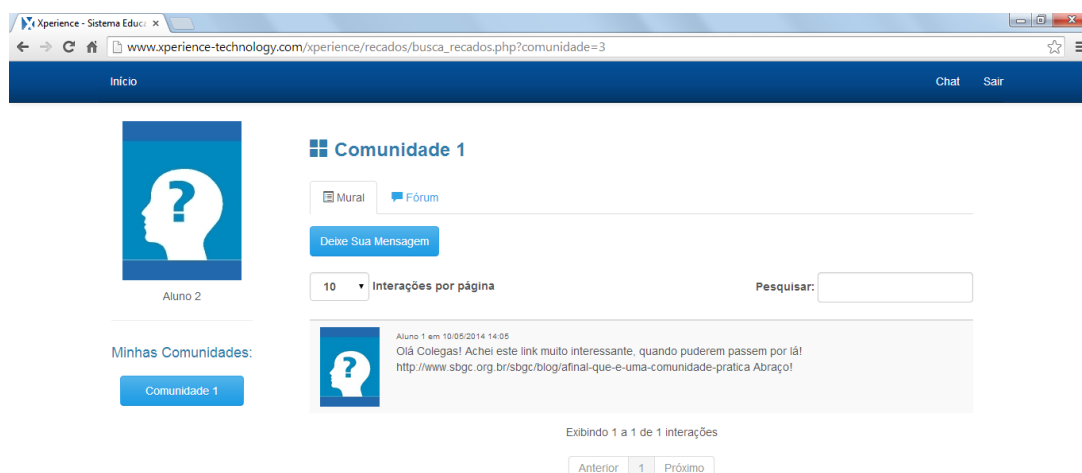 Xperience - Sistema Educ
www.xperience-technology.com/xperience/recados/busca_recados.php?comunidade=3
Início Chat Sair
Comunidade 1
Mural Fórum
Deixe Sua Mensagem
10 Interações por página Pesquisar:
Aluno 2
Minhas Comunidades:
Comunidade 1
Aluno 1 em 10/05/2014 14:05
Olá Colegas! Achei este link muito interessante, quando puderem passem por lá!
http://www.sbgc.org.br/sbgc/blog/afinal-que-e-uma-comunidade-pratica Abraço!
Exibindo 1 a 1 de 1 interações
Anterior 1 Próximo